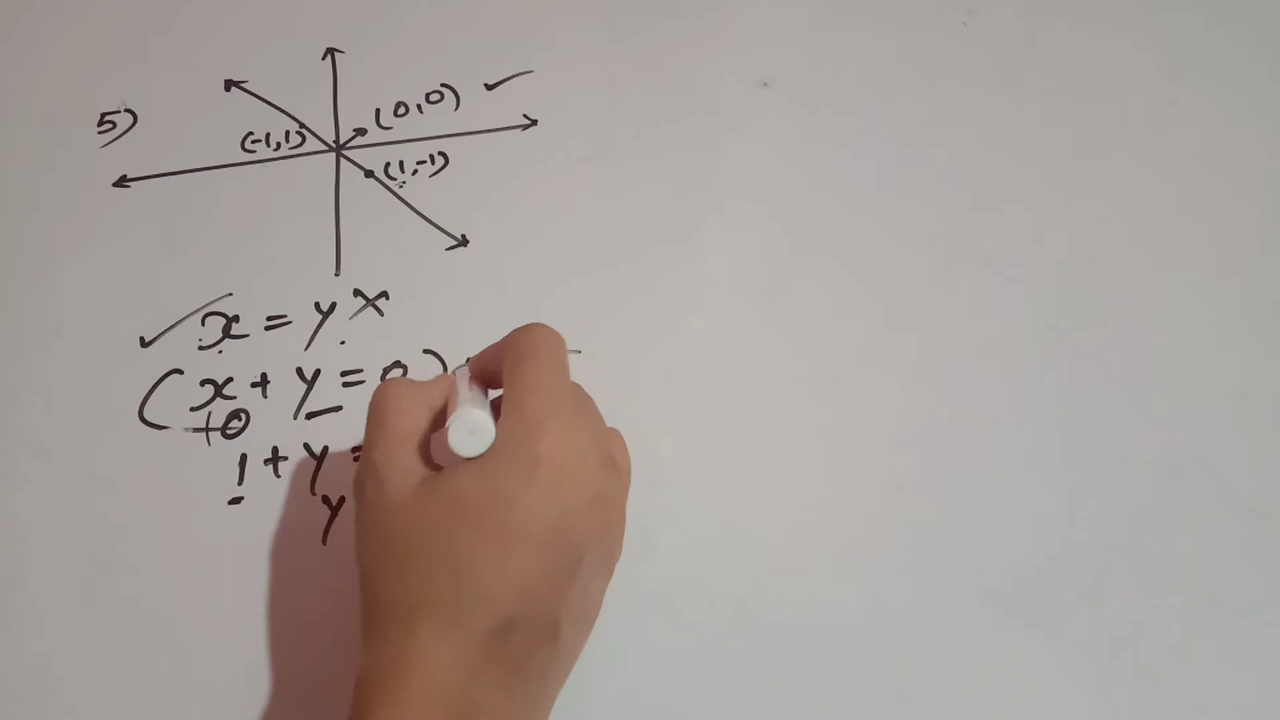 5)
(0,0) ✓
(-1,1)
(1,-1)
✓ x = y ×
(x + y = 0)
+0
1 + y =
y